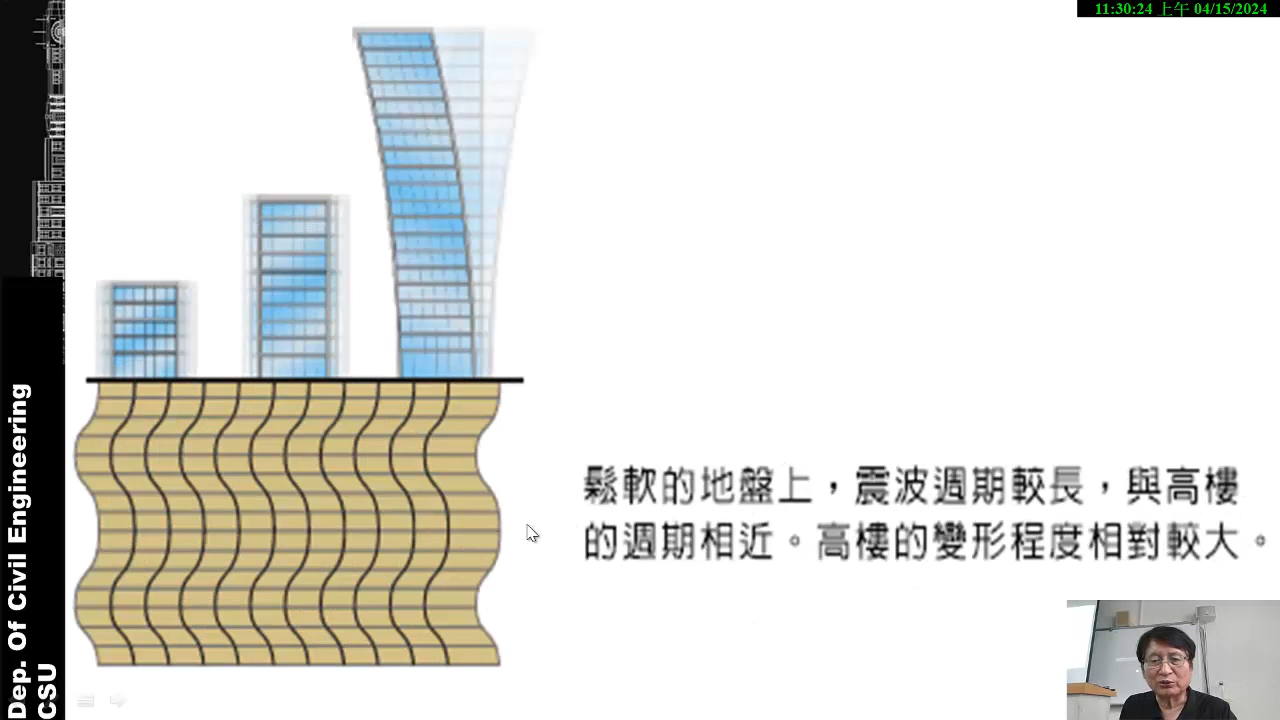 11:30:24 上午 04/15/2024
鬆軟的地盤上，震波週期較長，與高樓
的週期相近。高樓的變形程度相對較大。
Dep. Of Civil Engineering
CSU